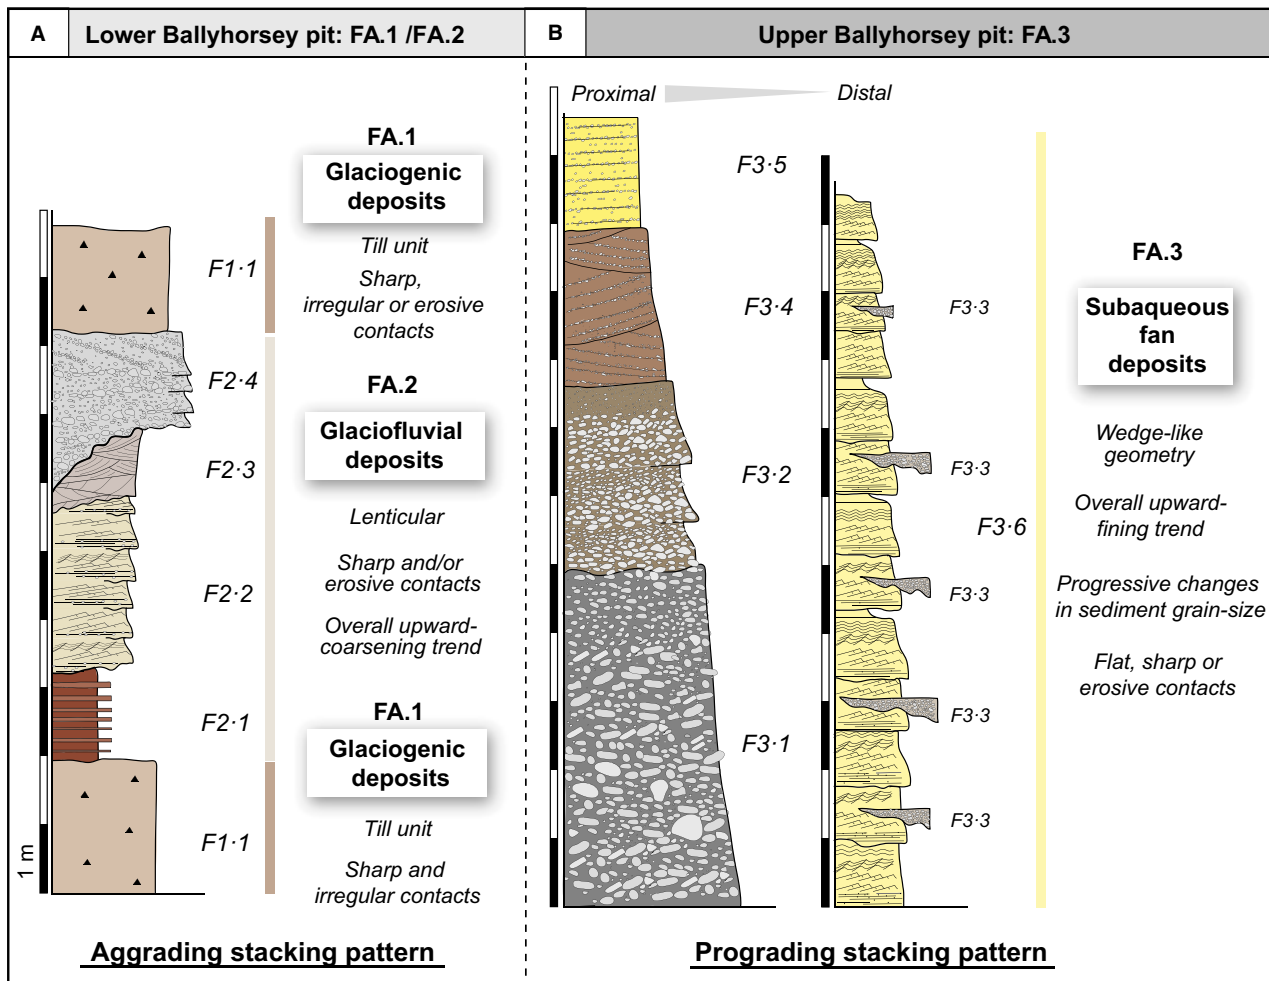 A
Lower Ballyhorsey pit: FA.1 /FA.2
FA.1
Glaciogenic
deposits
Till unit
Sharp,
irregular or erosive
contacts
F1·1
F2·4
FA.2
Glaciofluvial
deposits
F2·3
Lenticular
Sharp and/or
erosive contacts
F2·2
Overall upward-
coarsening trend
F2·1
FA.1
Glaciogenic
deposits
F1·1
Till unit
Sharp and
irregular contacts
1 m
Aggrading stacking pattern
B
Upper Ballyhorsey pit: FA.3
Proximal
Distal
F3·5
F3·4
F3·2
F3·1
F3·3
F3·3
F3·6
F3·3
F3·3
F3·3
FA.3
Subaqueous
fan
deposits
Wedge-like
geometry
Overall upward-
fining trend
Progressive changes
in sediment grain-size
Flat, sharp or
erosive contacts
Prograding stacking pattern